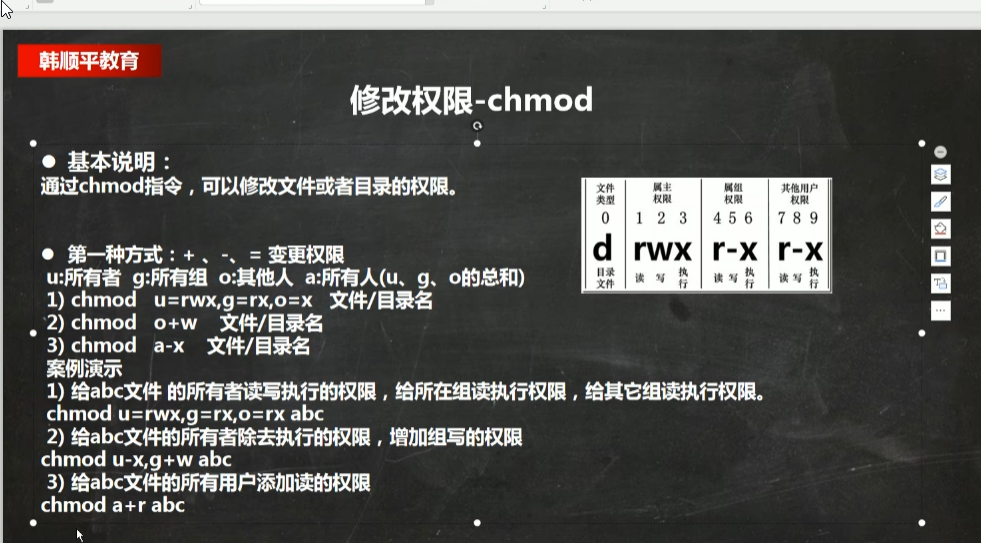 韩顺平教育
修改权限-chmod
● 基本说明：
通过chmod指令，可以修改文件或者目录的权限。
● 第一种方式：+ 、-、= 变更权限
u:所有者 g:所有组 o:其他人 a:所有人(u、g、o的总和)
1) chmod u=rwx,g=rx,o=x 文件/目录名
2) chmod o+w 文件/目录名
3) chmod a-x 文件/目录名
案例演示
1) 给abc文件 的所有者读写执行的权限，给所在组读执行权限，给其它组读执行权限。
chmod u=rwx,g=rx,o=rx abc
2) 给abc文件的所有者除去执行的权限，增加组写的权限
chmod u-x,g+w abc
3) 给abc文件的所有用户添加读的权限
chmod a+r abc
文件 属主 属组 其他用户
类型 权限 权限 权限
0 1 2 3 4 5 6 7 8 9
d rwx r-x r-x
目录 读 写 执 读 写 执 读 写 执
文件 行 行 行